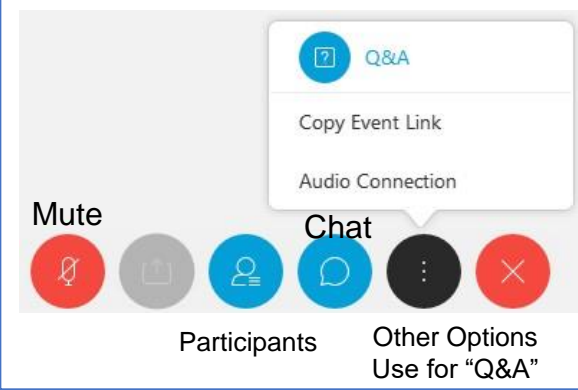 Q&A
Copy Event Link
Audio Connection
Mute
Chat
Participants
Other Options
Use for “Q&A”